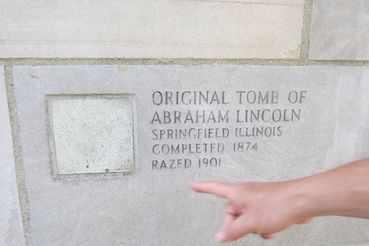 ORIGINAL TOMB OF
ABRAHAM LINCOLN
SPRINGFIELD ILLINOIS
COMPLETED 1874
RAZED 1901